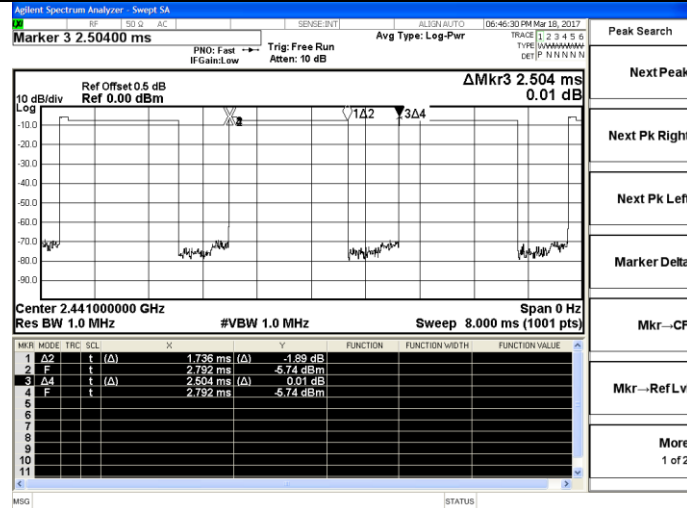 Agilent Spectrum Analyzer - Swept SA
LXI RF 50 Ω AC SENSE:INT ALIGN AUTO 06:46:30 PM Mar 18, 2017
Marker 3 2.50400 ms
PNO: Fast
IFGain:Low
Trig: Free Run
Atten: 10 dB
Avg Type: Log-Pwr
TRACE 1 2 3 4 5 6
TYPE WWWWWW
DET P N N N N N
Ref Offset 0.5 dB
10 dB/div Ref 0.00 dBm
Log
ΔMkr3 2.504 ms
0.01 dB
1Δ2
3Δ4
-10.0
-20.0
-30.0
-40.0
-50.0
-60.0
-70.0
-80.0
-90.0
Center 2.441000000 GHz Span 0 Hz
Res BW 1.0 MHz #VBW 1.0 MHz Sweep 8.000 ms (1001 pts)
MKR MODE TRC SCL X Y FUNCTION FUNCTION WIDTH FUNCTION VALUE
1 Δ2 t (Δ) 1.736 ms (Δ) -1.89 dB
2 F t 2.792 ms -5.74 dBm
3 Δ4 t (Δ) 2.504 ms (Δ) 0.01 dB
4 F t 2.792 ms -5.74 dBm
5
6
7
8
9
10
11
MSG STATUS
Peak Search
Next Peak
Next Pk Right
Next Pk Left
Marker Delta
Mkr→CF
Mkr→Ref Lvl
More
1 of 2